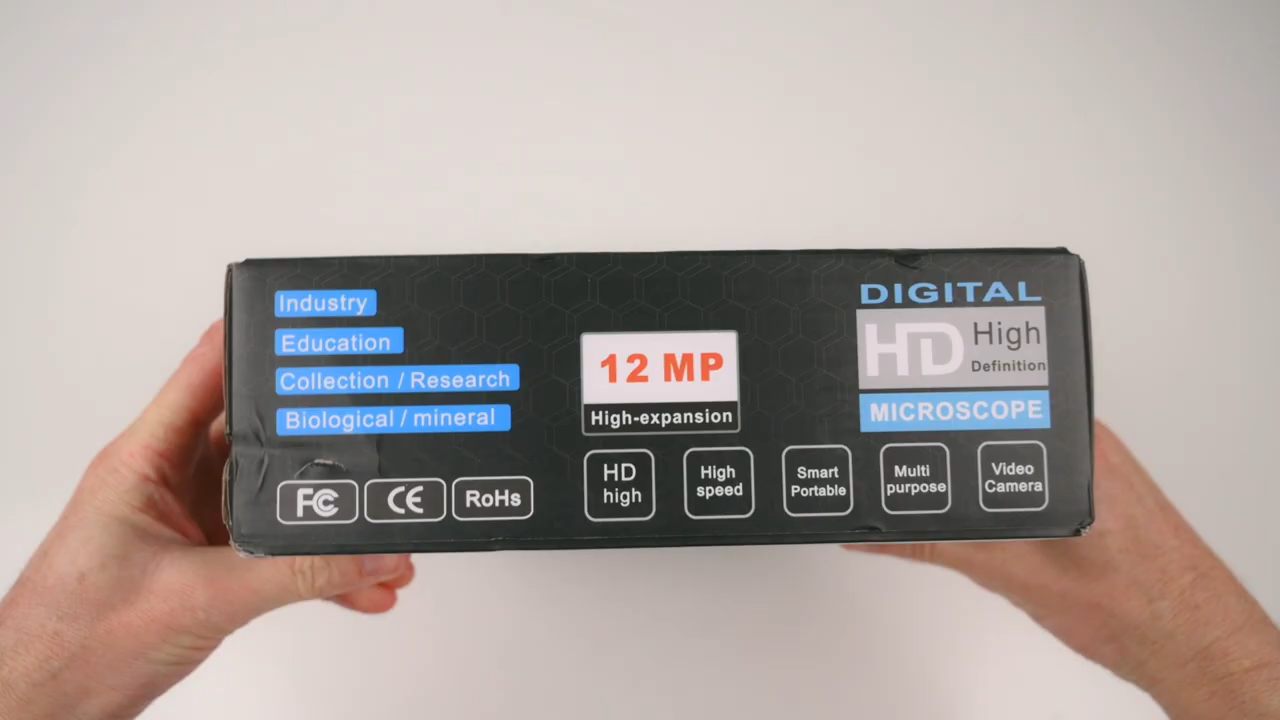 Industry
Education
Collection / Research
Biological / mineral
FC
CE
RoHs
12 MP
High-expansion
DIGITAL
HD High
Definition
MICROSCOPE
HD
high
High
speed
Smart
Portable
Multi
purpose
Video
Camera